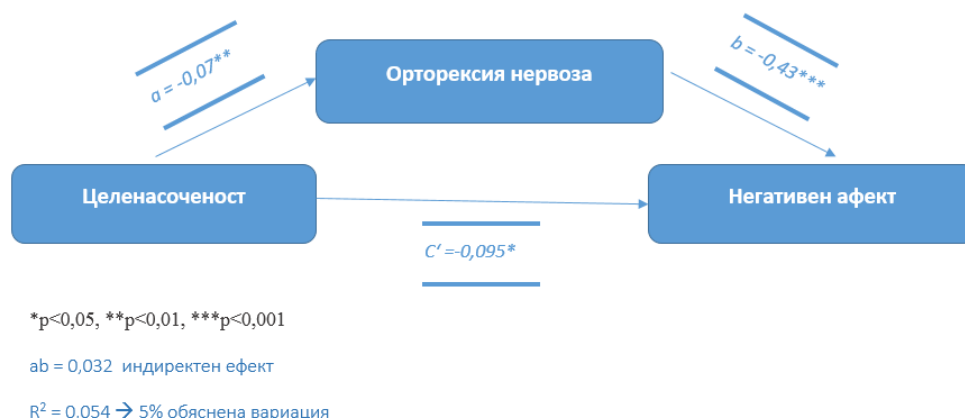 Орторексия нервоза
a = -0,07**
b = -0,43***
Целенасоченост
Негативен афект
C’ =-0,095*
*p<0,05, **p<0,01, ***p<0,001
ab = 0,032 индиректен ефект
R² = 0,054 → 5% обяснена вариация